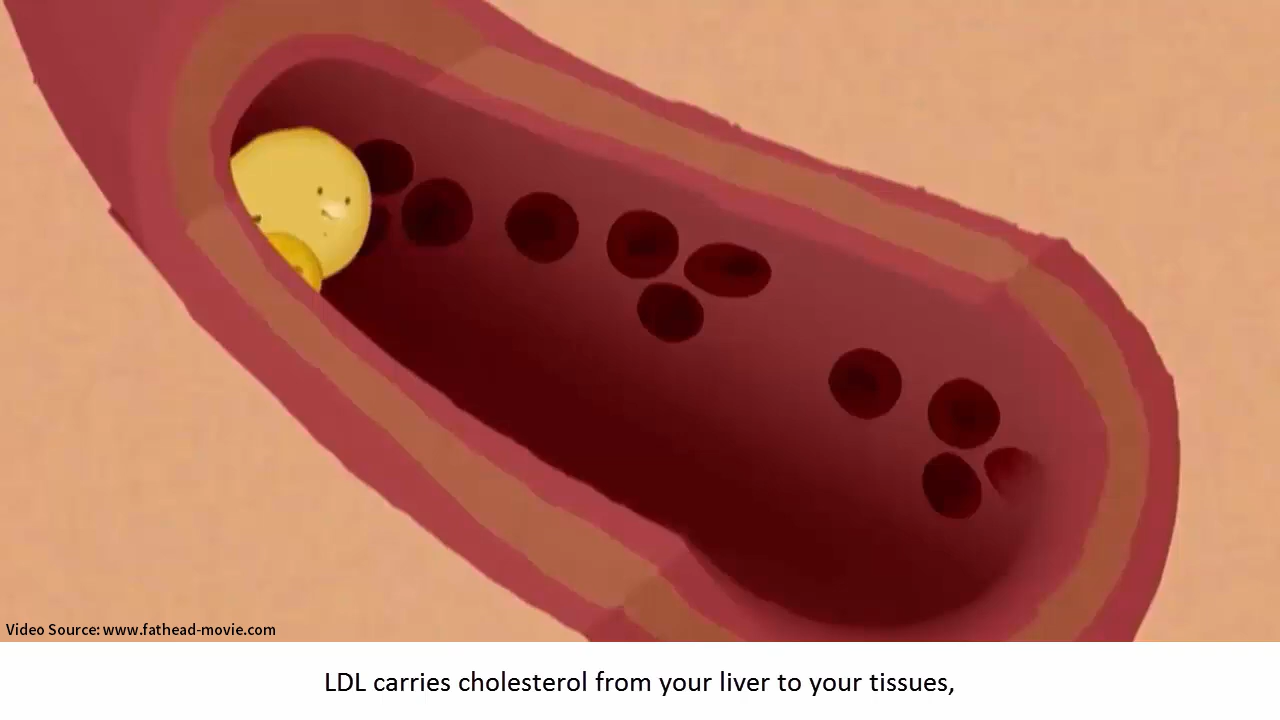 Video Source: www.fathead-movie.com
LDL carries cholesterol from your liver to your tissues,